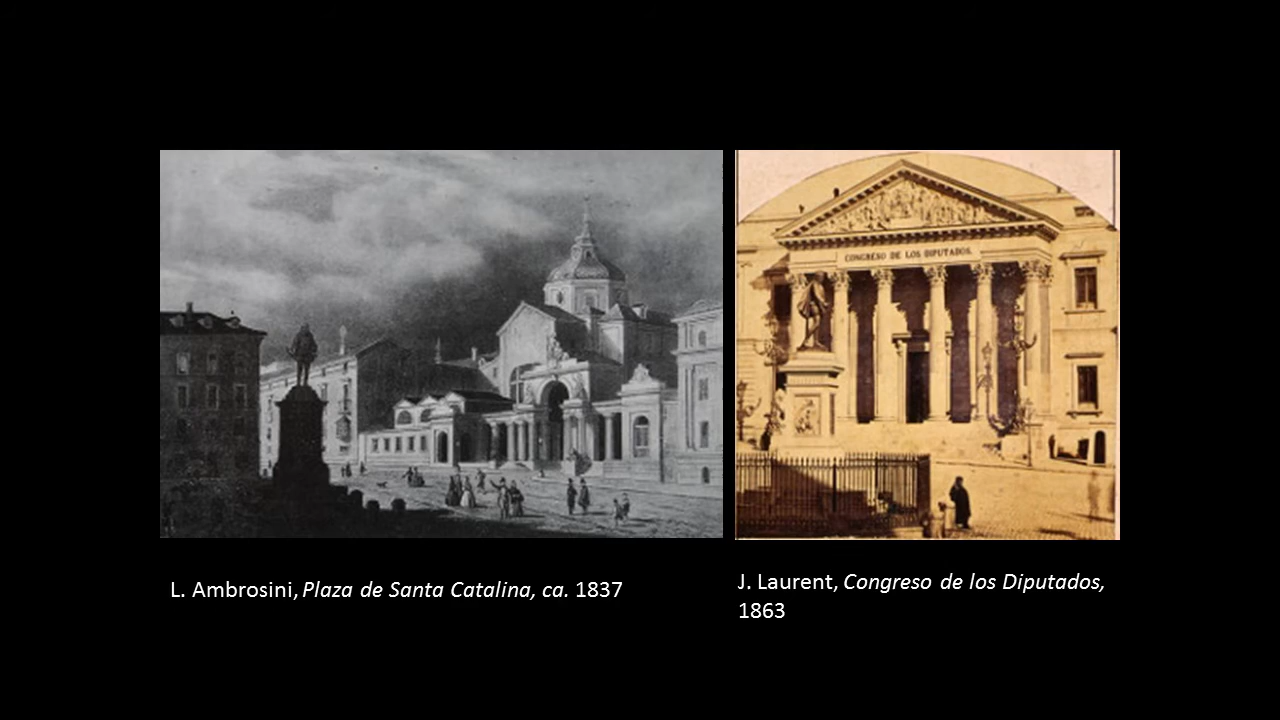 CONGRESO DE LOS DIPUTADOS.
L. Ambrosini, Plaza de Santa Catalina, ca. 1837
J. Laurent, Congreso de los Diputados,
1863